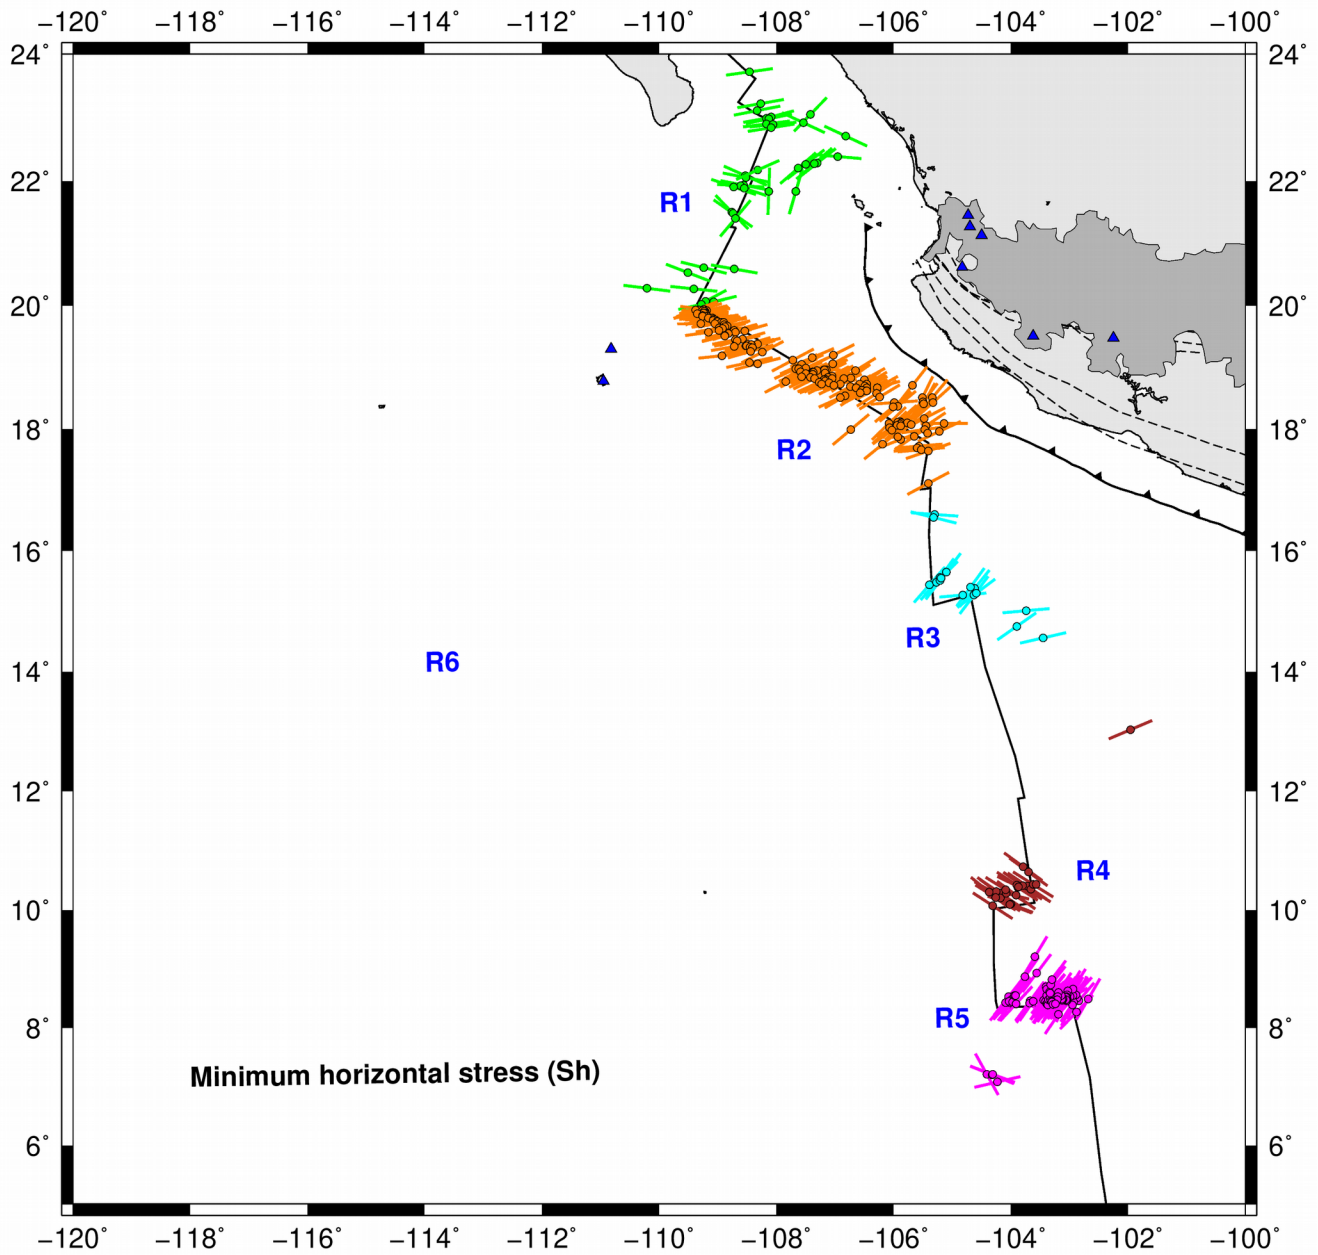 −120° −118° −116° −114° −112° −110° −108° −106° −104° −102° −100°
24° 24°
22° 22°
R1
20° 20°
18° 18°
R2
16° 16°
R3
R6
14° 14°
12° 12°
R4
10° 10°
R5
8° 8°
Minimum horizontal stress (Sh)
6° 6°
−120° −118° −116° −114° −112° −110° −108° −106° −104° −102° −100°